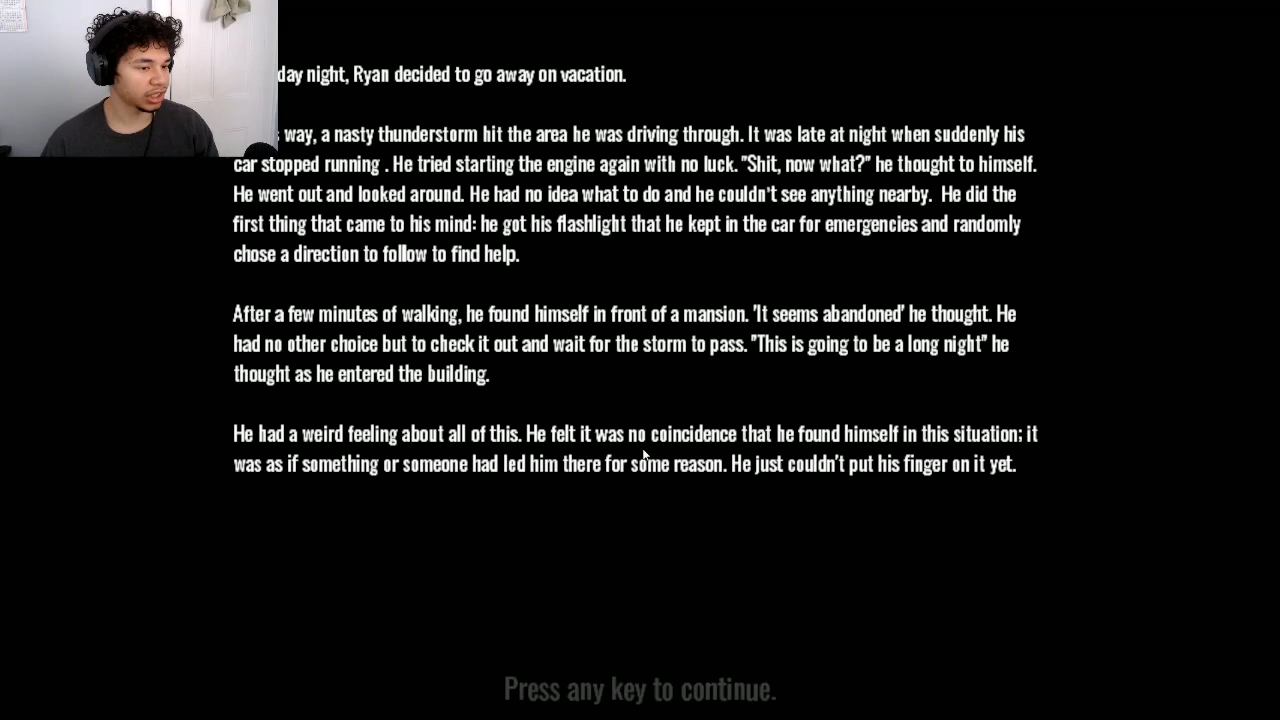 day night, Ryan decided to go away on vacation.
way, a nasty thunderstorm hit the area he was driving through. It was late at night when suddenly his
car stopped running . He tried starting the engine again with no luck. "Shit, now what?" he thought to himself.
He went out and looked around. He had no idea what to do and he couldn't see anything nearby.  He did the
first thing that came to his mind: he got his flashlight that he kept in the car for emergencies and randomly
chose a direction to follow to find help.
After a few minutes of walking, he found himself in front of a mansion. 'It seems abandoned' he thought. He
had no other choice but to check it out and wait for the storm to pass. "This is going to be a long night" he
thought as he entered the building.
He had a weird feeling about all of this. He felt it was no coincidence that he found himself in this situation; it
was as if something or someone had led him there for some reason. He just couldn't put his finger on it yet.
Press any key to continue.